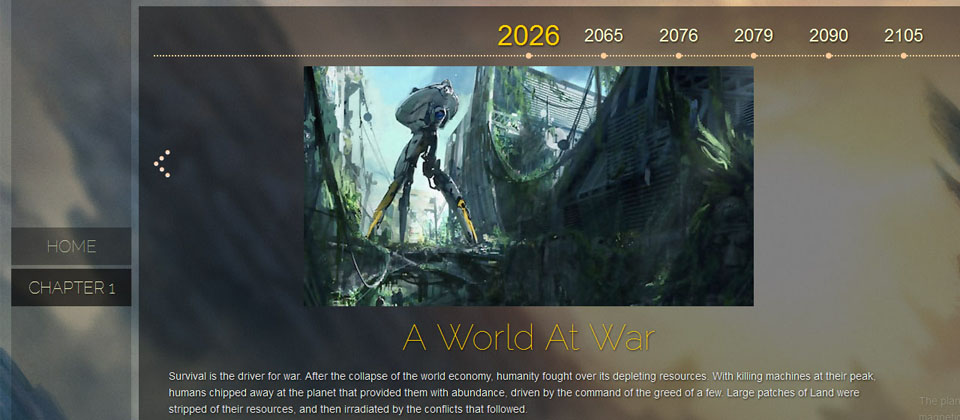 2026 2065 2076 2079 2090 2105
HOME
CHAPTER 1
A World At War
Survival is the driver for war. After the collapse of the world economy, humanity fought over its depleting resources. With killing machines at their peak,
humans chipped away at the planet that provided them with abundance, driven by the command of the greed of a few. Large patches of Land were
stripped of their resources, and then irradiated by the conflicts that followed.
The plan